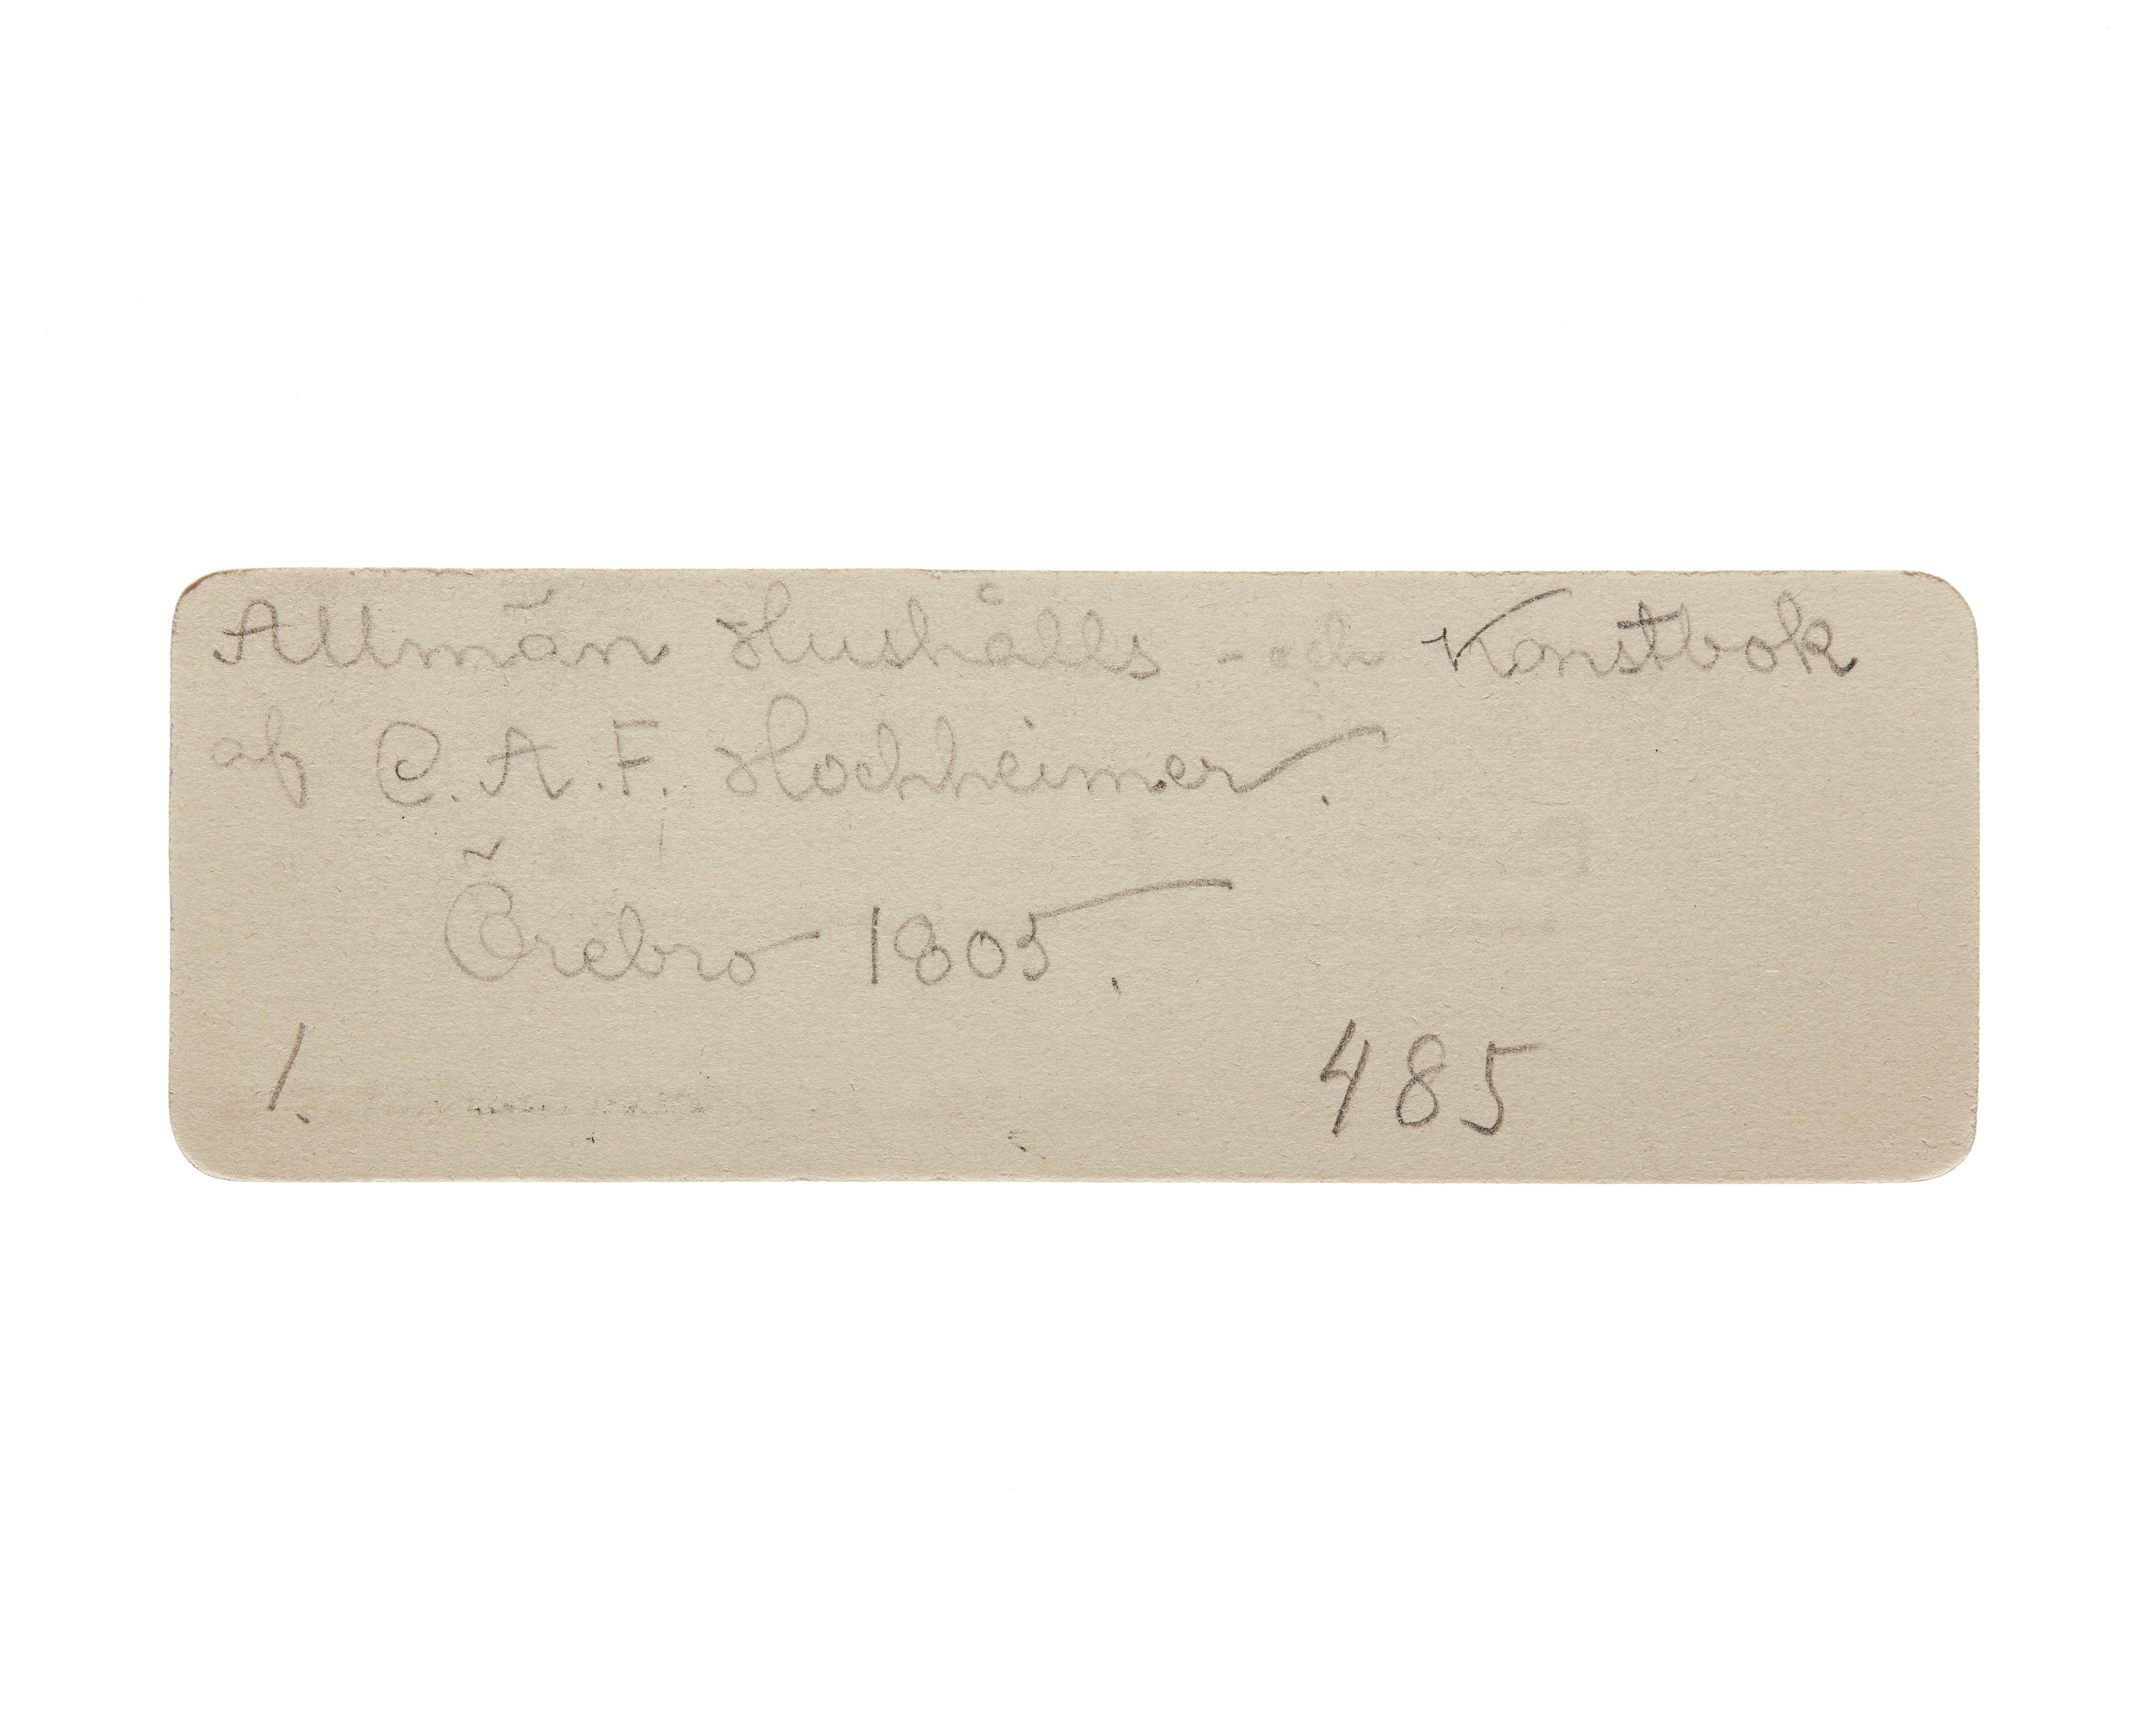 Allmän Hushålls - och Konstbok
af C. A. F. Hochheimer.
Örebro 1805.
1. 485